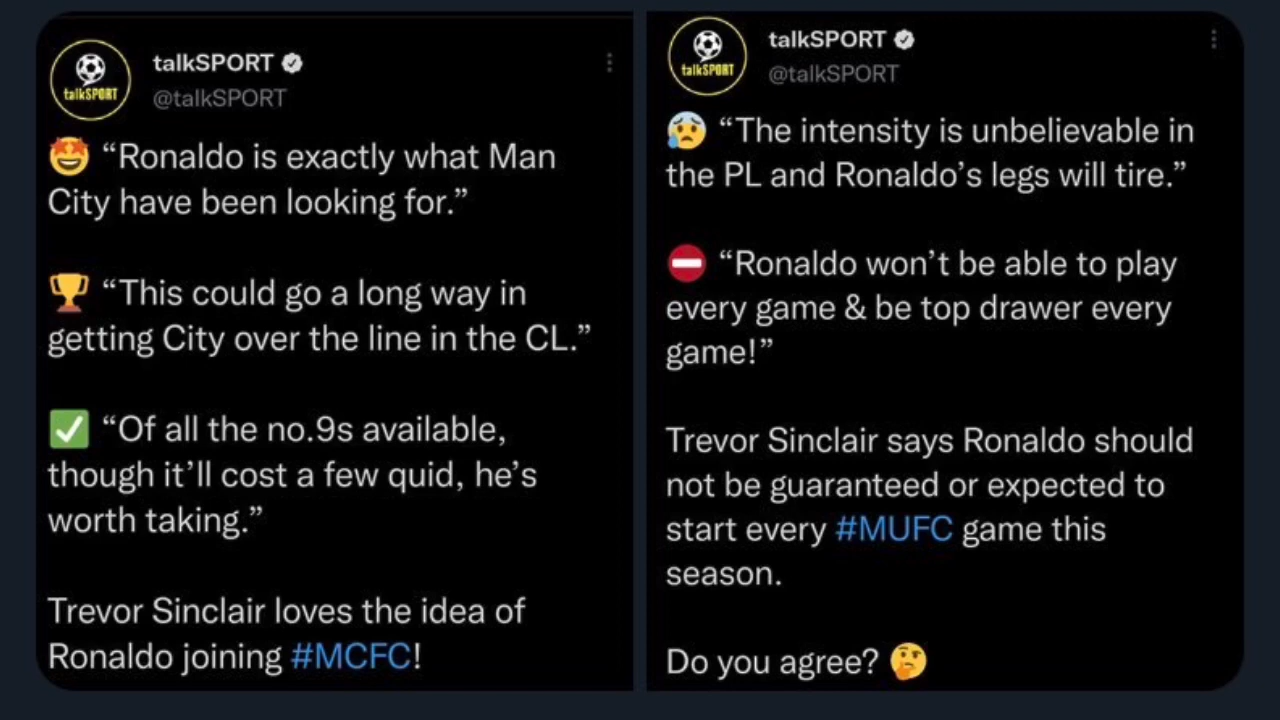 talkSPORT
talkSPORT
@talkSPORT
🤩 “Ronaldo is exactly what Man
City have been looking for.”
🏆 “This could go a long way in
getting City over the line in the CL.”
✅ “Of all the no.9s available,
though it’ll cost a few quid, he’s
worth taking.”
Trevor Sinclair loves the idea of
Ronaldo joining #MCFC!
talkSPORT
talkSPORT
@talkSPORT
😰 “The intensity is unbelievable in
the PL and Ronaldo’s legs will tire.”
⛔ “Ronaldo won’t be able to play
every game & be top drawer every
game!”
Trevor Sinclair says Ronaldo should
not be guaranteed or expected to
start every #MUFC game this
season.
Do you agree? 🤔